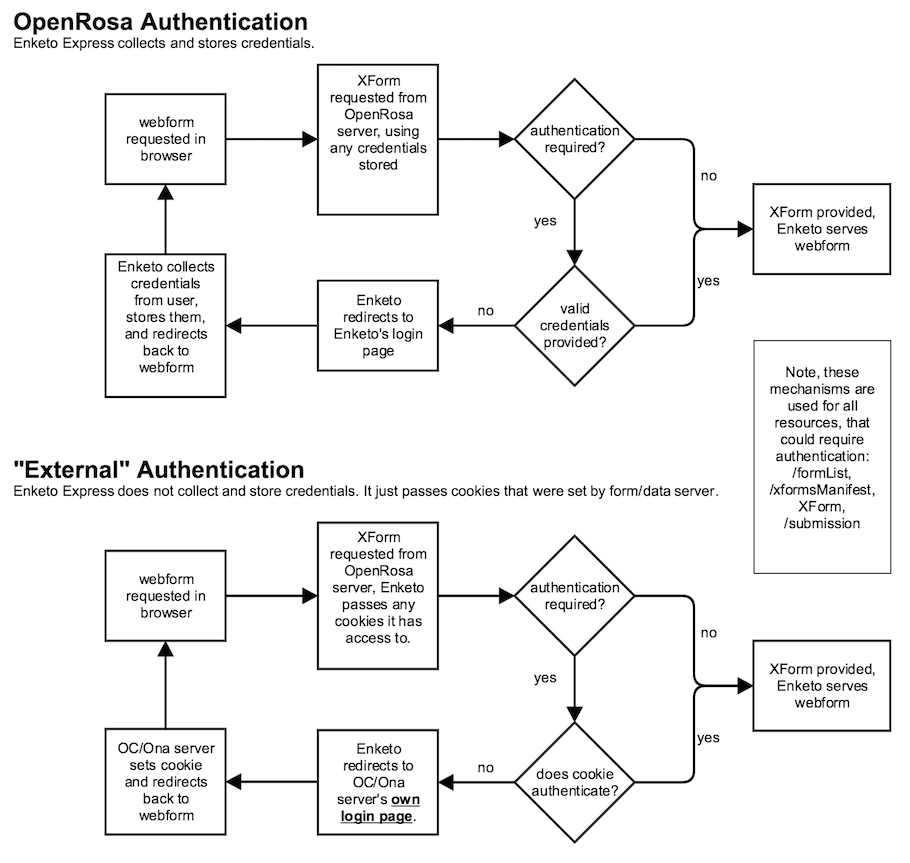 OpenRosa Authentication
Enketo Express collects and stores credentials.
webform
requested in
browser
XForm
requested from
OpenRosa
server, using
any credentials
stored
authentication
required?
no
yes
XForm provided,
Enketo serves
webform
yes
valid
credentials
provided?
no
Enketo
redirects to
Enketo's login
page
Enketo collects
credentials
from user,
stores them,
and redirects
back to
webform
Note, these
mechanisms are
used for all
resources, that
could require
authentication:
/formList,
/xformsManifest,
XForm,
/submission
"External" Authentication
Enketo Express does not collect and store credentials. It just passes cookies that were set by form/data server.
webform
requested in
browser
XForm
requested from
OpenRosa
server, Enketo
passes any
cookies it has
access to.
authentication
required?
no
yes
XForm provided,
Enketo serves
webform
yes
does cookie
authenticate?
no
Enketo
redirects to
OC/Ona
server's own
login page.
OC/Ona server
sets cookie
and redirects
back to
webform